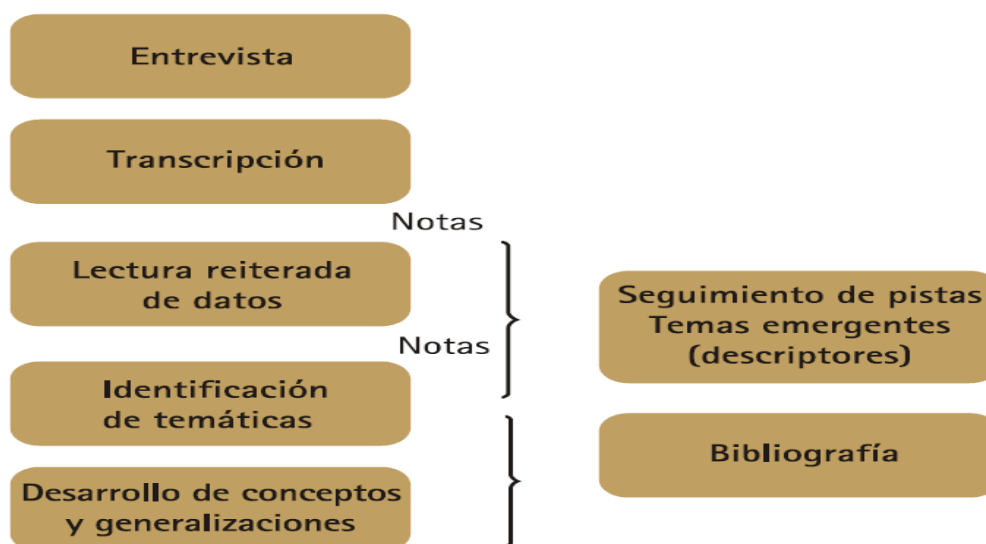 Entrevista
Transcripción
Notas
Lectura reiterada
de datos
Notas
Identificación
de temáticas
Desarrollo de conceptos
y generalizaciones
Seguimiento de pistas
Temas emergentes
(descriptores)
Bibliografía